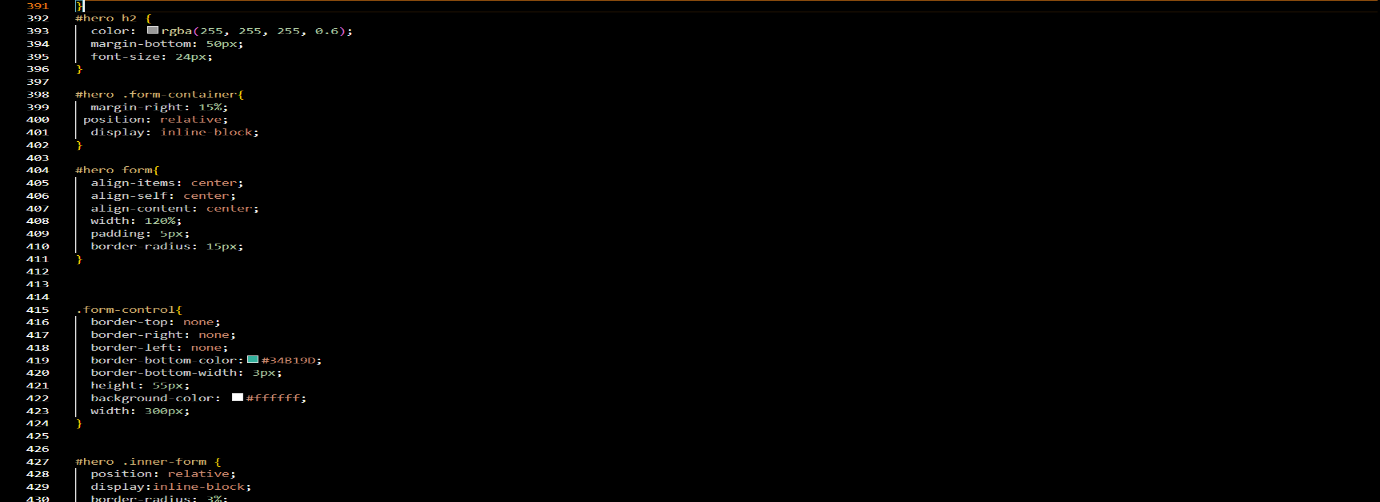 391 }
392 #hero h2 {
393 color: rgba(255, 255, 255, 0.6);
394 margin-bottom: 50px;
395 font-size: 24px;
396 }
397
398 #hero .form-container{
399 margin-right: 15%;
400 position: relative;
401 display: inline-block;
402 }
403
404 #hero form{
405 align-items: center;
406 align-self: center;
407 align-content: center;
408 width: 120%;
409 padding: 5px;
410 border-radius: 15px;
411 }
412
413
414
415 .form-control{
416 border-top: none;
417 border-right: none;
418 border-left: none;
419 border-bottom-color: #34B19D;
420 border-bottom-width: 3px;
421 height: 55px;
422 background-color: #ffffff;
423 width: 300px;
424 }
425
426
427 #hero .inner-form {
428 position: relative;
429 display:inline-block;
430 border-radius: 3%;